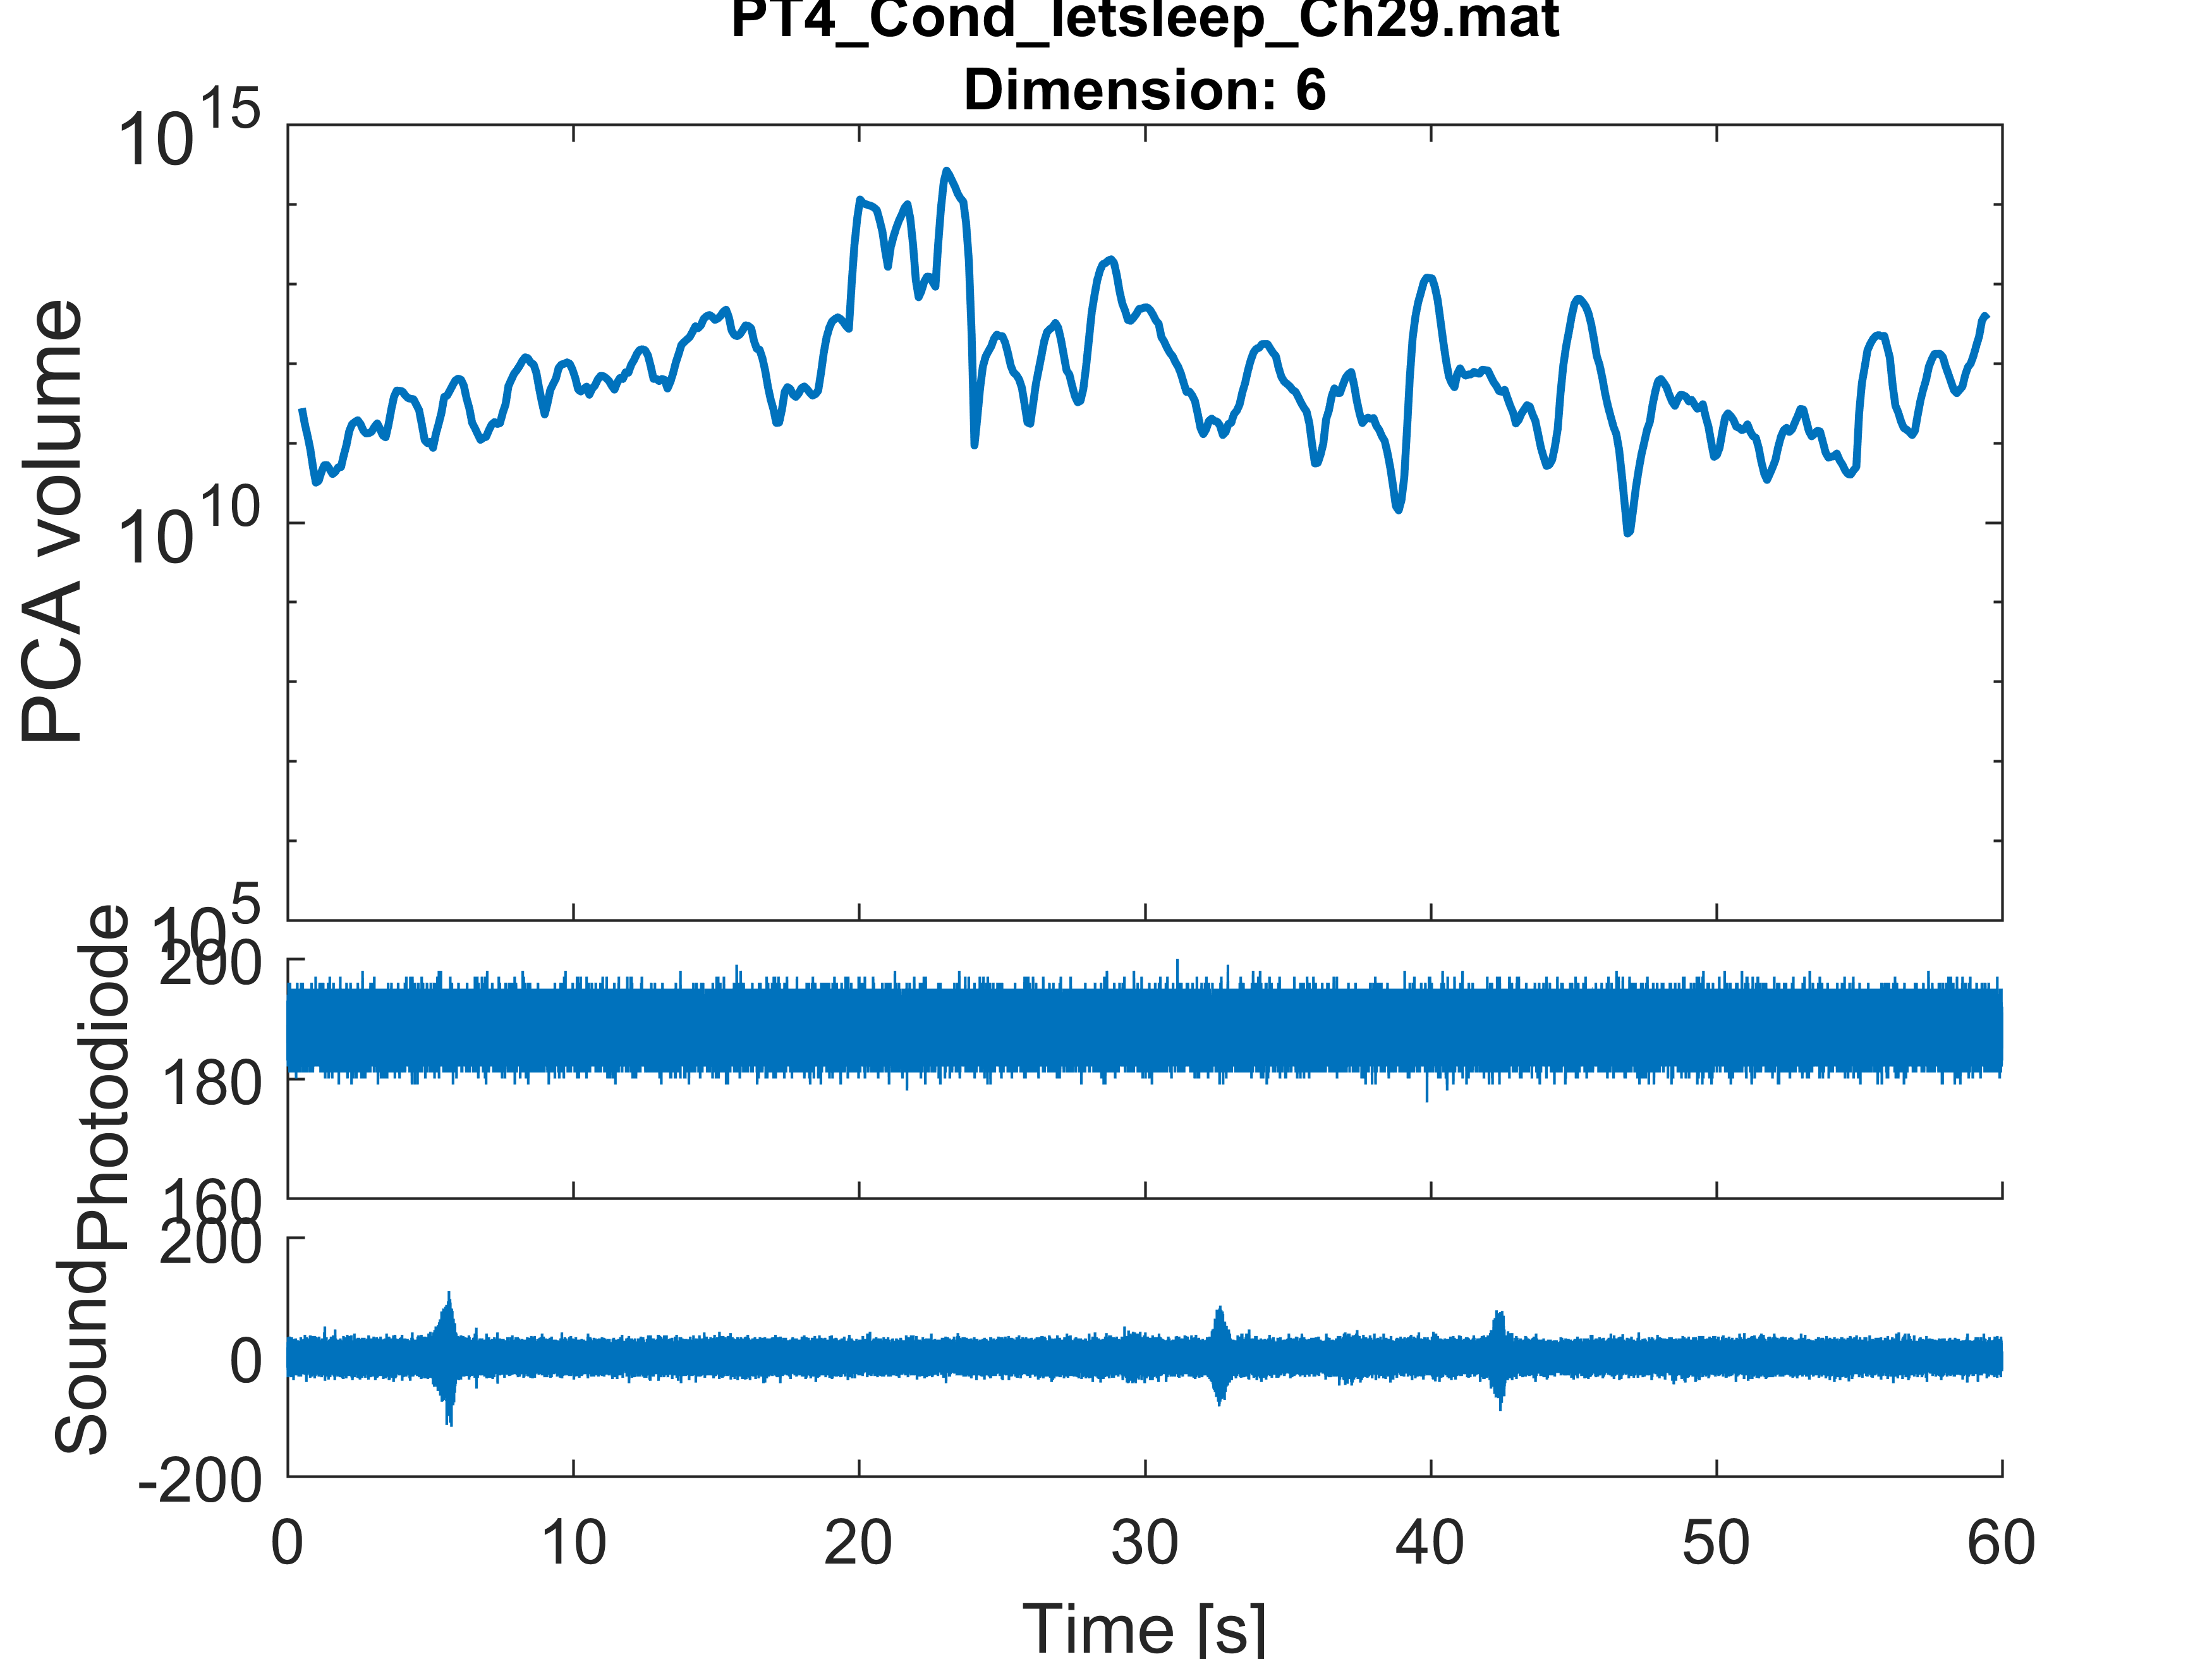 PT4_Cond_letsleep_Ch29.mat
Dimension: 6
PCA volume
10^15
10^10
10^5
Photodiode
200
180
160
Sound
200
0
-200
0 10 20 30 40 50 60
Time [s]